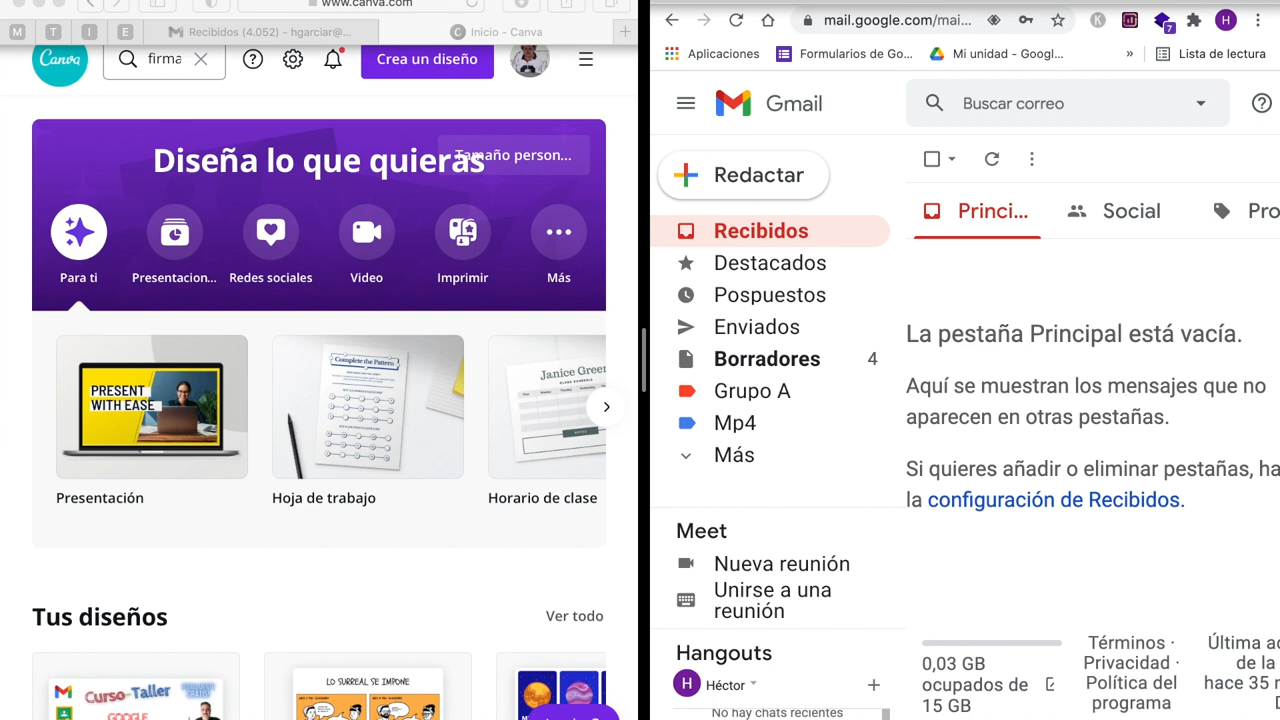 www.canva.com
M T I E Recibidos (4.052) - hgarciar@... C Inicio - Canva
Canva firma Crea un diseño
Diseña lo que quieras
Tamaño person...
Para ti Presentacion... Redes sociales Video Imprimir Más
PRESENT
WITH EASE
Complete the Pattern
Janice Green
CLASS SCHEDULE
NOTES
Presentación Hoja de trabajo Horario de clase
Tus diseños Ver todo
Curso-Taller
GOOGLE
LO SURREAL SE IMPONE
mail.google.com/mai... K 7 H
Aplicaciones Formularios de Go... Mi unidad - Googl... » Lista de lectura
Gmail Buscar correo
Redactar
Princi... Social Pro
Recibidos
Destacados
Pospuestos
Enviados
Borradores 4
Grupo A
Mp4
Más
La pestaña Principal está vacía.
Aquí se muestran los mensajes que no
aparecen en otras pestañas.
Si quieres añadir o eliminar pestañas, ha
la configuración de Recibidos.
Meet
Nueva reunión
Unirse a una
reunión
Hangouts
H Héctor
No hay chats recientes
0,03 GB
ocupados de
15 GB
Términos ·
Privacidad ·
Política del
programa
Última ac
de la
hace 35 m